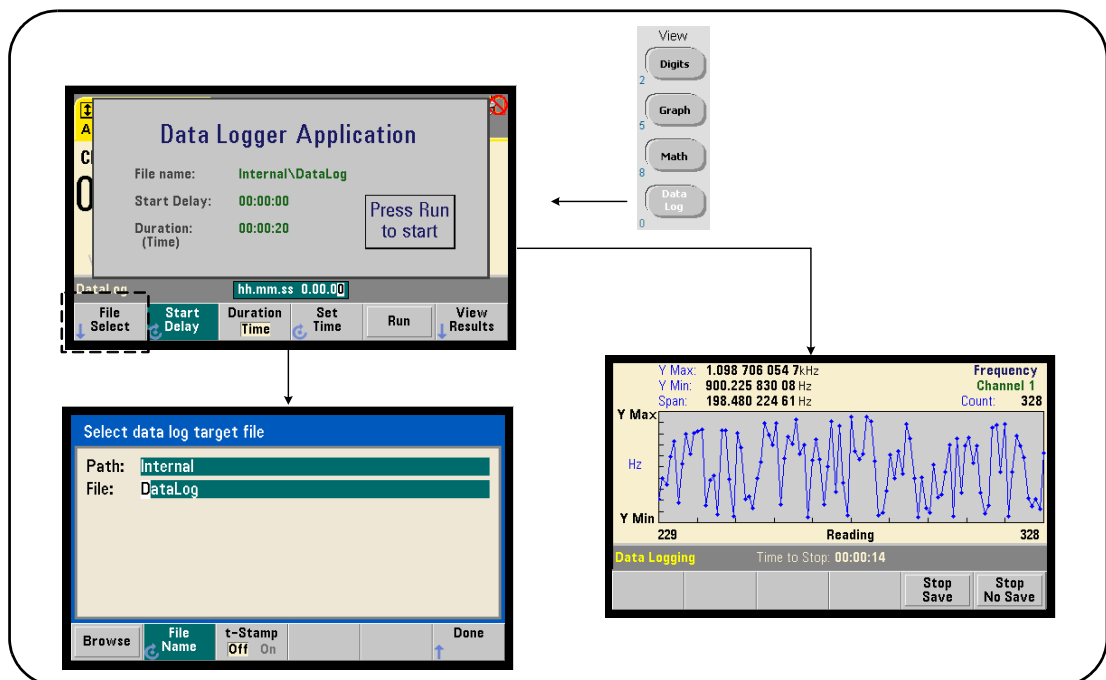 View
Digits
2
Graph
5
Math
8
Data
Log
0
A
C
0
Data Logger Application
File name: Internal\DataLog
Start Delay: 00:00:00
Duration: 00:00:20
(Time)
Press Run
to start
DataLog hh.mm.ss 0.00.00
File Select
Start Delay
Duration Time
Set Time
Run
View Results
Select data log target file
Path: Internal
File: DataLog
Browse
File Name
t-Stamp Off On
Done
Y Max: 1.098 706 054 7kHz Frequency
Y Min: 900.225 830 08 Hz Channel 1
Span: 198.480 224 61 Hz Count: 328
Y Max
Hz
Y Min
229 Reading 328
Data Logging Time to Stop: 00:00:14
Stop Save
Stop No Save